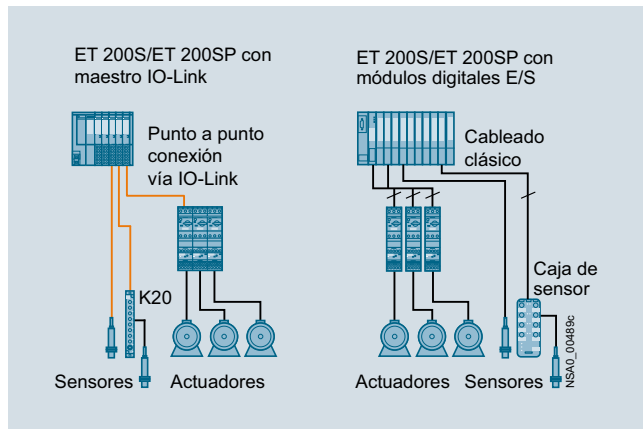 ET 200S/ET 200SP con
maestro IO-Link
Punto a punto
conexión
vía IO-Link
K20
Sensores
Actuadores
ET 200S/ET 200SP con
módulos digitales E/S
Cableado
clásico
Caja de
sensor
Actuadores
Sensores
NSA0_00489c